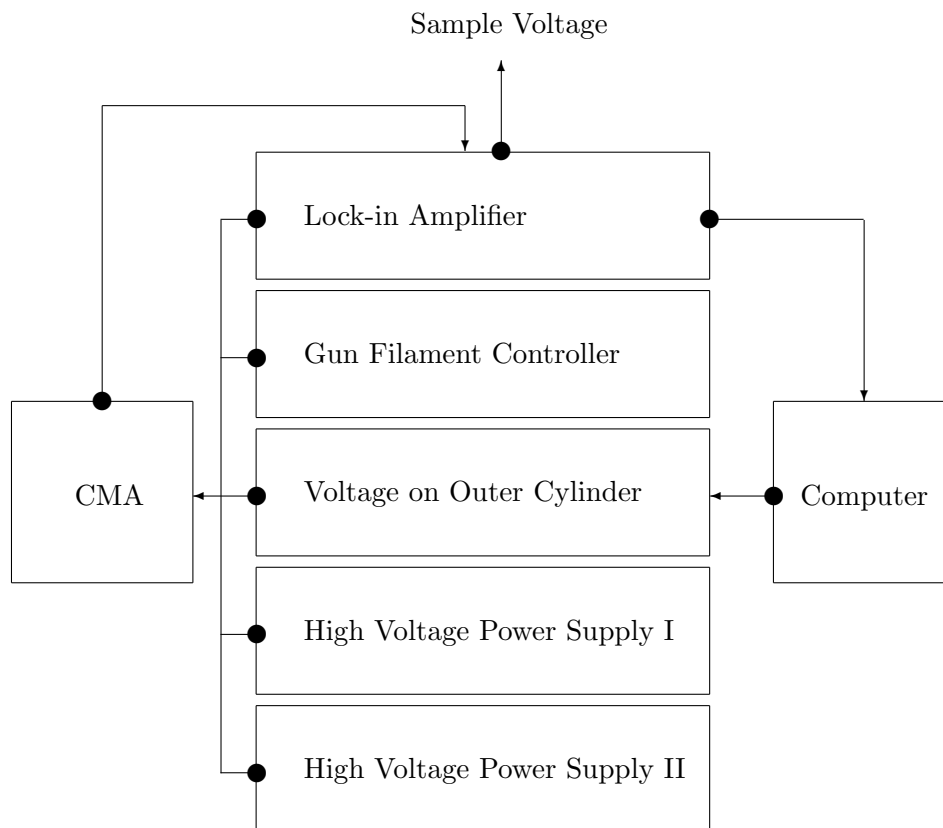 Sample Voltage
Lock-in Amplifier
Gun Filament Controller
CMA
Voltage on Outer Cylinder
Computer
High Voltage Power Supply I
High Voltage Power Supply II